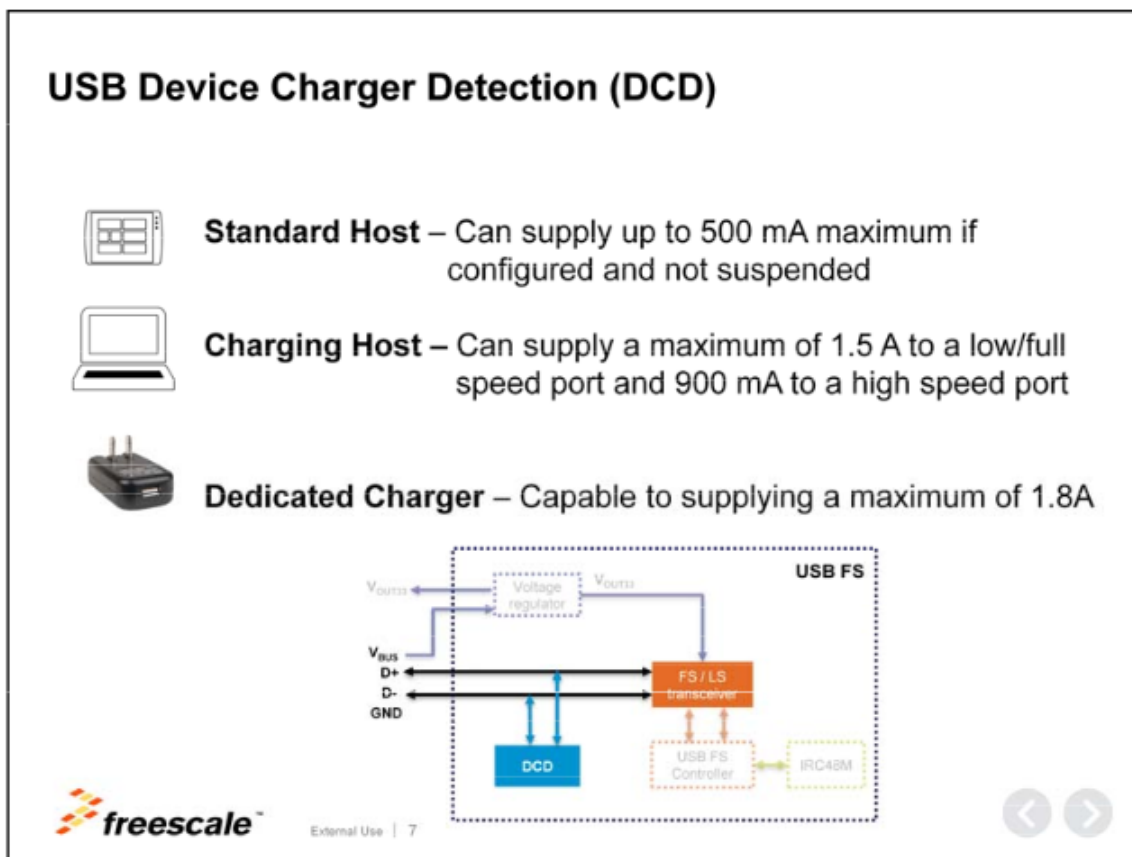 USB Device Charger Detection (DCD)
Standard Host – Can supply up to 500 mA maximum if
configured and not suspended
Charging Host – Can supply a maximum of 1.5 A to a low/full
speed port and 900 mA to a high speed port
Dedicated Charger – Capable to supplying a maximum of 1.8A
USB FS
VOUT33
Voltage
regulator
VOUT33
VBUS
D+
D-
GND
FS / LS
transceiver
DCD
USB FS
Controller
IRC48M
freescale™
External Use | 7